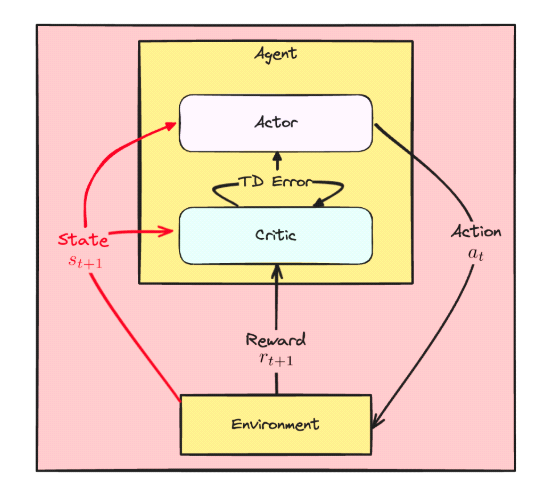 Agent
Actor
TD Error
Critic
State
s_{t+1}
Action
a_t
Reward
r_{t+1}
Environment